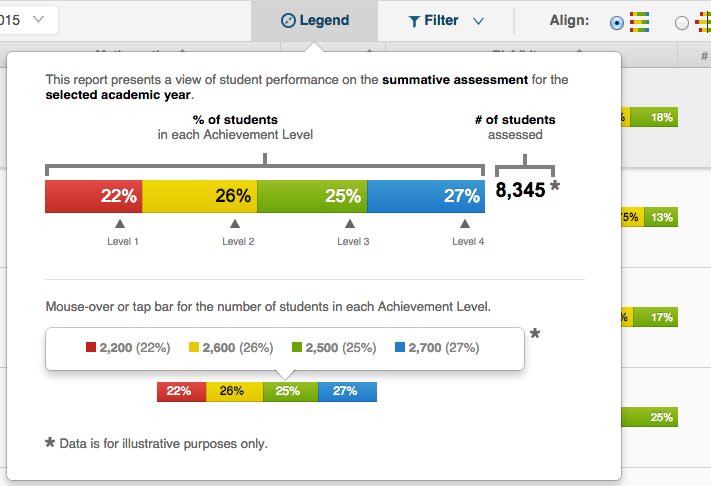 015
Legend
Filter
Align:
#
This report presents a view of student performance on the summative assessment for the
selected academic year.
% of students
in each Achievement Level
# of students
assessed
22% 26% 25% 27%
8,345 *
Level 1 Level 2 Level 3 Level 4
Mouse-over or tap bar for the number of students in each Achievement Level.
2,200 (22%) 2,600 (26%) 2,500 (25%) 2,700 (27%)
*
22% 26% 25% 27%
* Data is for illustrative purposes only.
% 18%
5% 13%
% 17%
25%